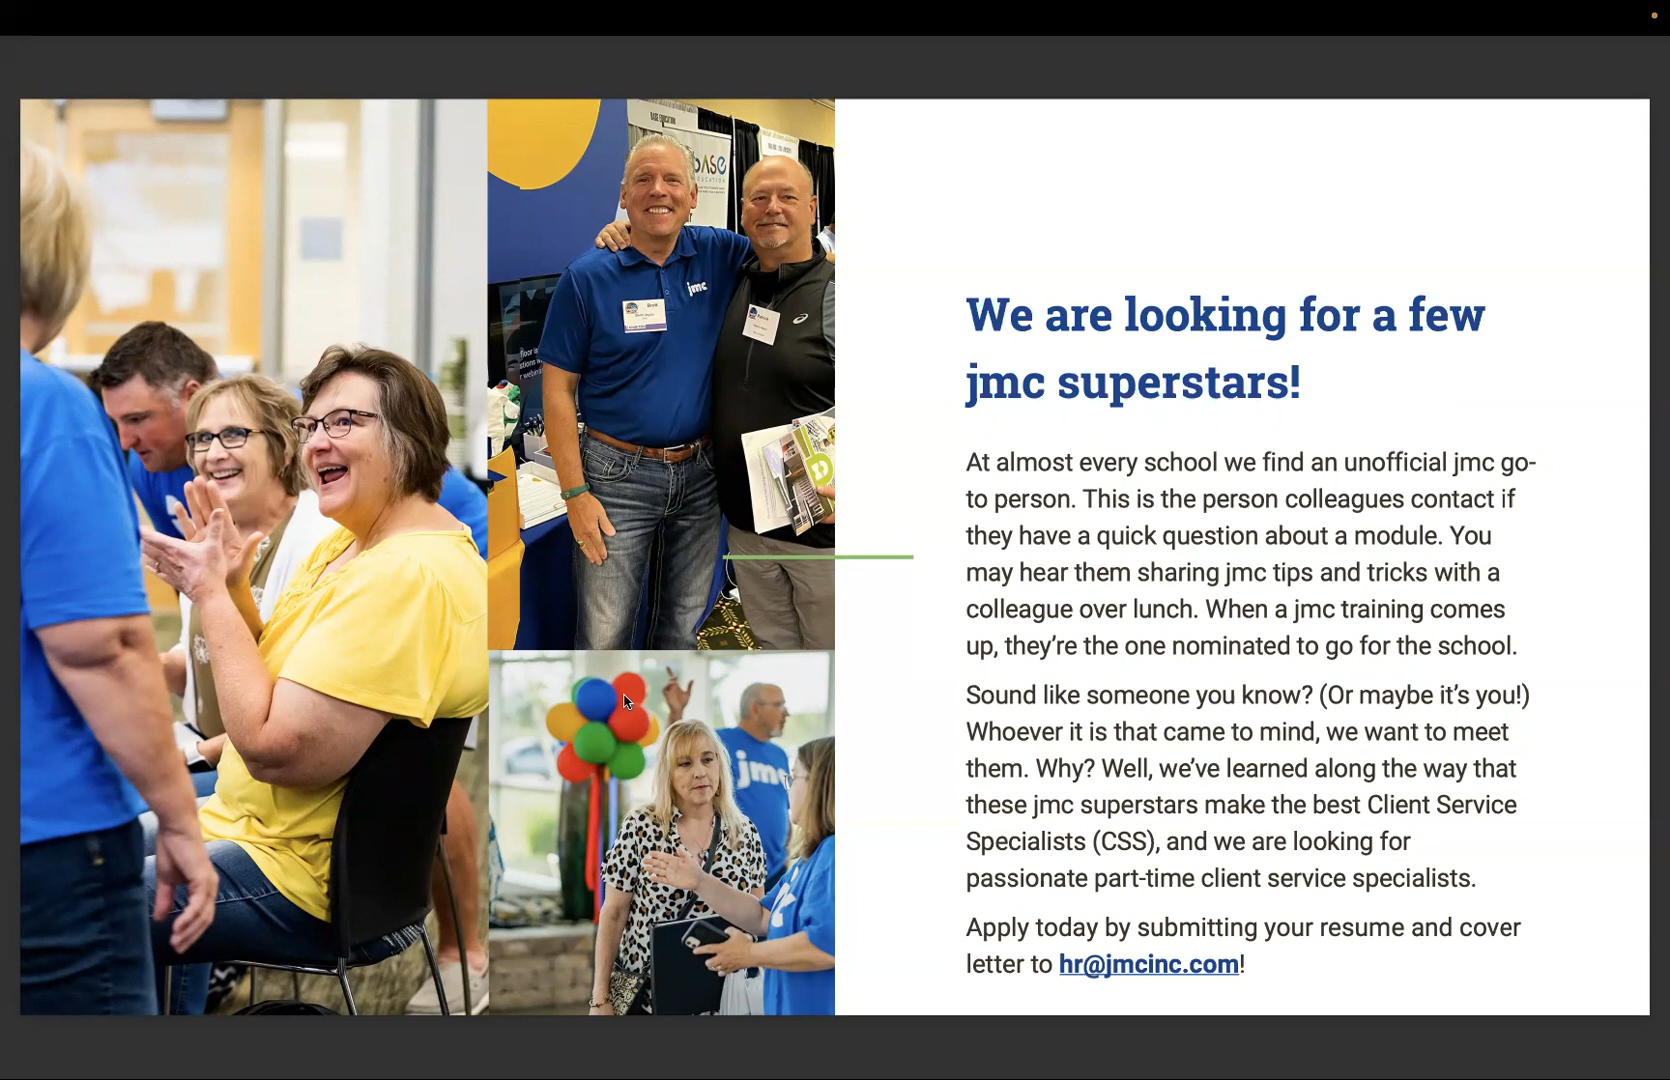 BASE EDUCATION
bASE
jmc
jmc
We are looking for a few
jmc superstars!
At almost every school we find an unofficial jmc go-
to person. This is the person colleagues contact if
they have a quick question about a module. You
may hear them sharing jmc tips and tricks with a
colleague over lunch. When a jmc training comes
up, they’re the one nominated to go for the school.
Sound like someone you know? (Or maybe it’s you!)
Whoever it is that came to mind, we want to meet
them. Why? Well, we’ve learned along the way that
these jmc superstars make the best Client Service
Specialists (CSS), and we are looking for
passionate part-time client service specialists.
Apply today by submitting your resume and cover
letter to hr@jmcinc.com!